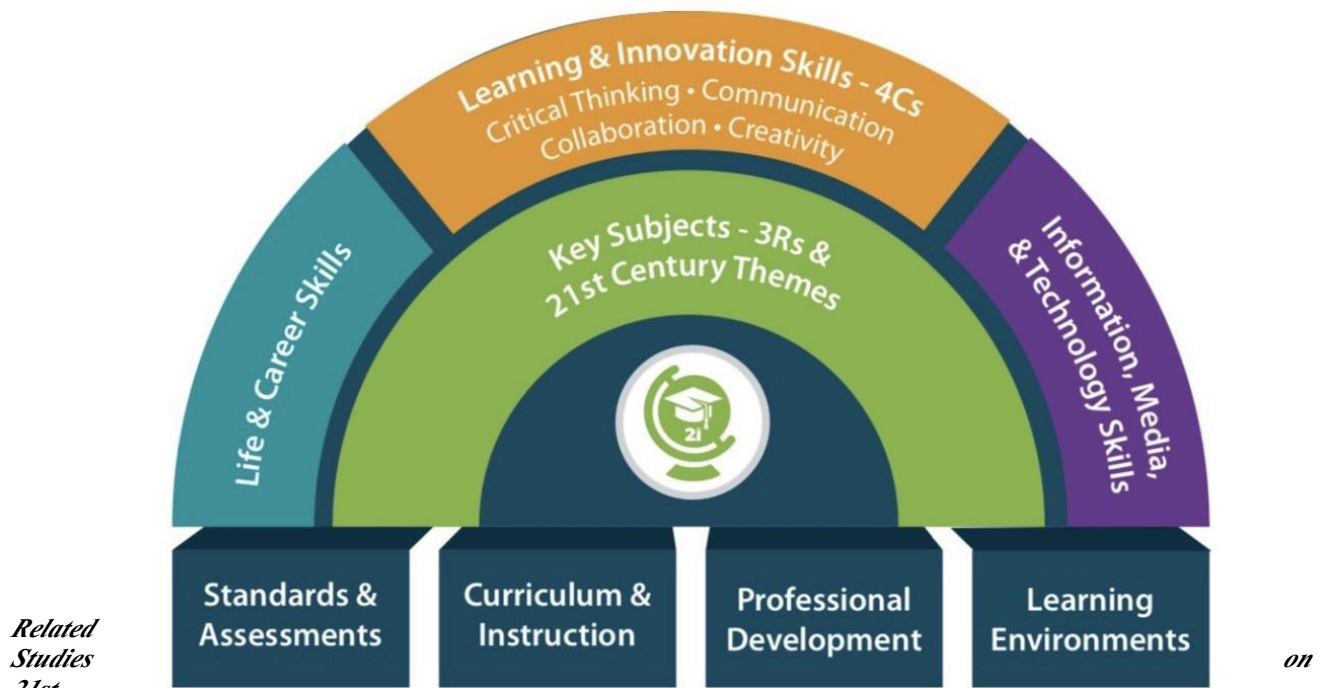 Learning & Innovation Skills - 4Cs
Critical Thinking • Communication
Collaboration • Creativity
Life & Career Skills
Key Subjects - 3Rs &
21st Century Themes
Information, Media,
& Technology Skills
2i
Standards &
Assessments
Curriculum &
Instruction
Professional
Development
Learning
Environments
Related
Studies on
21st